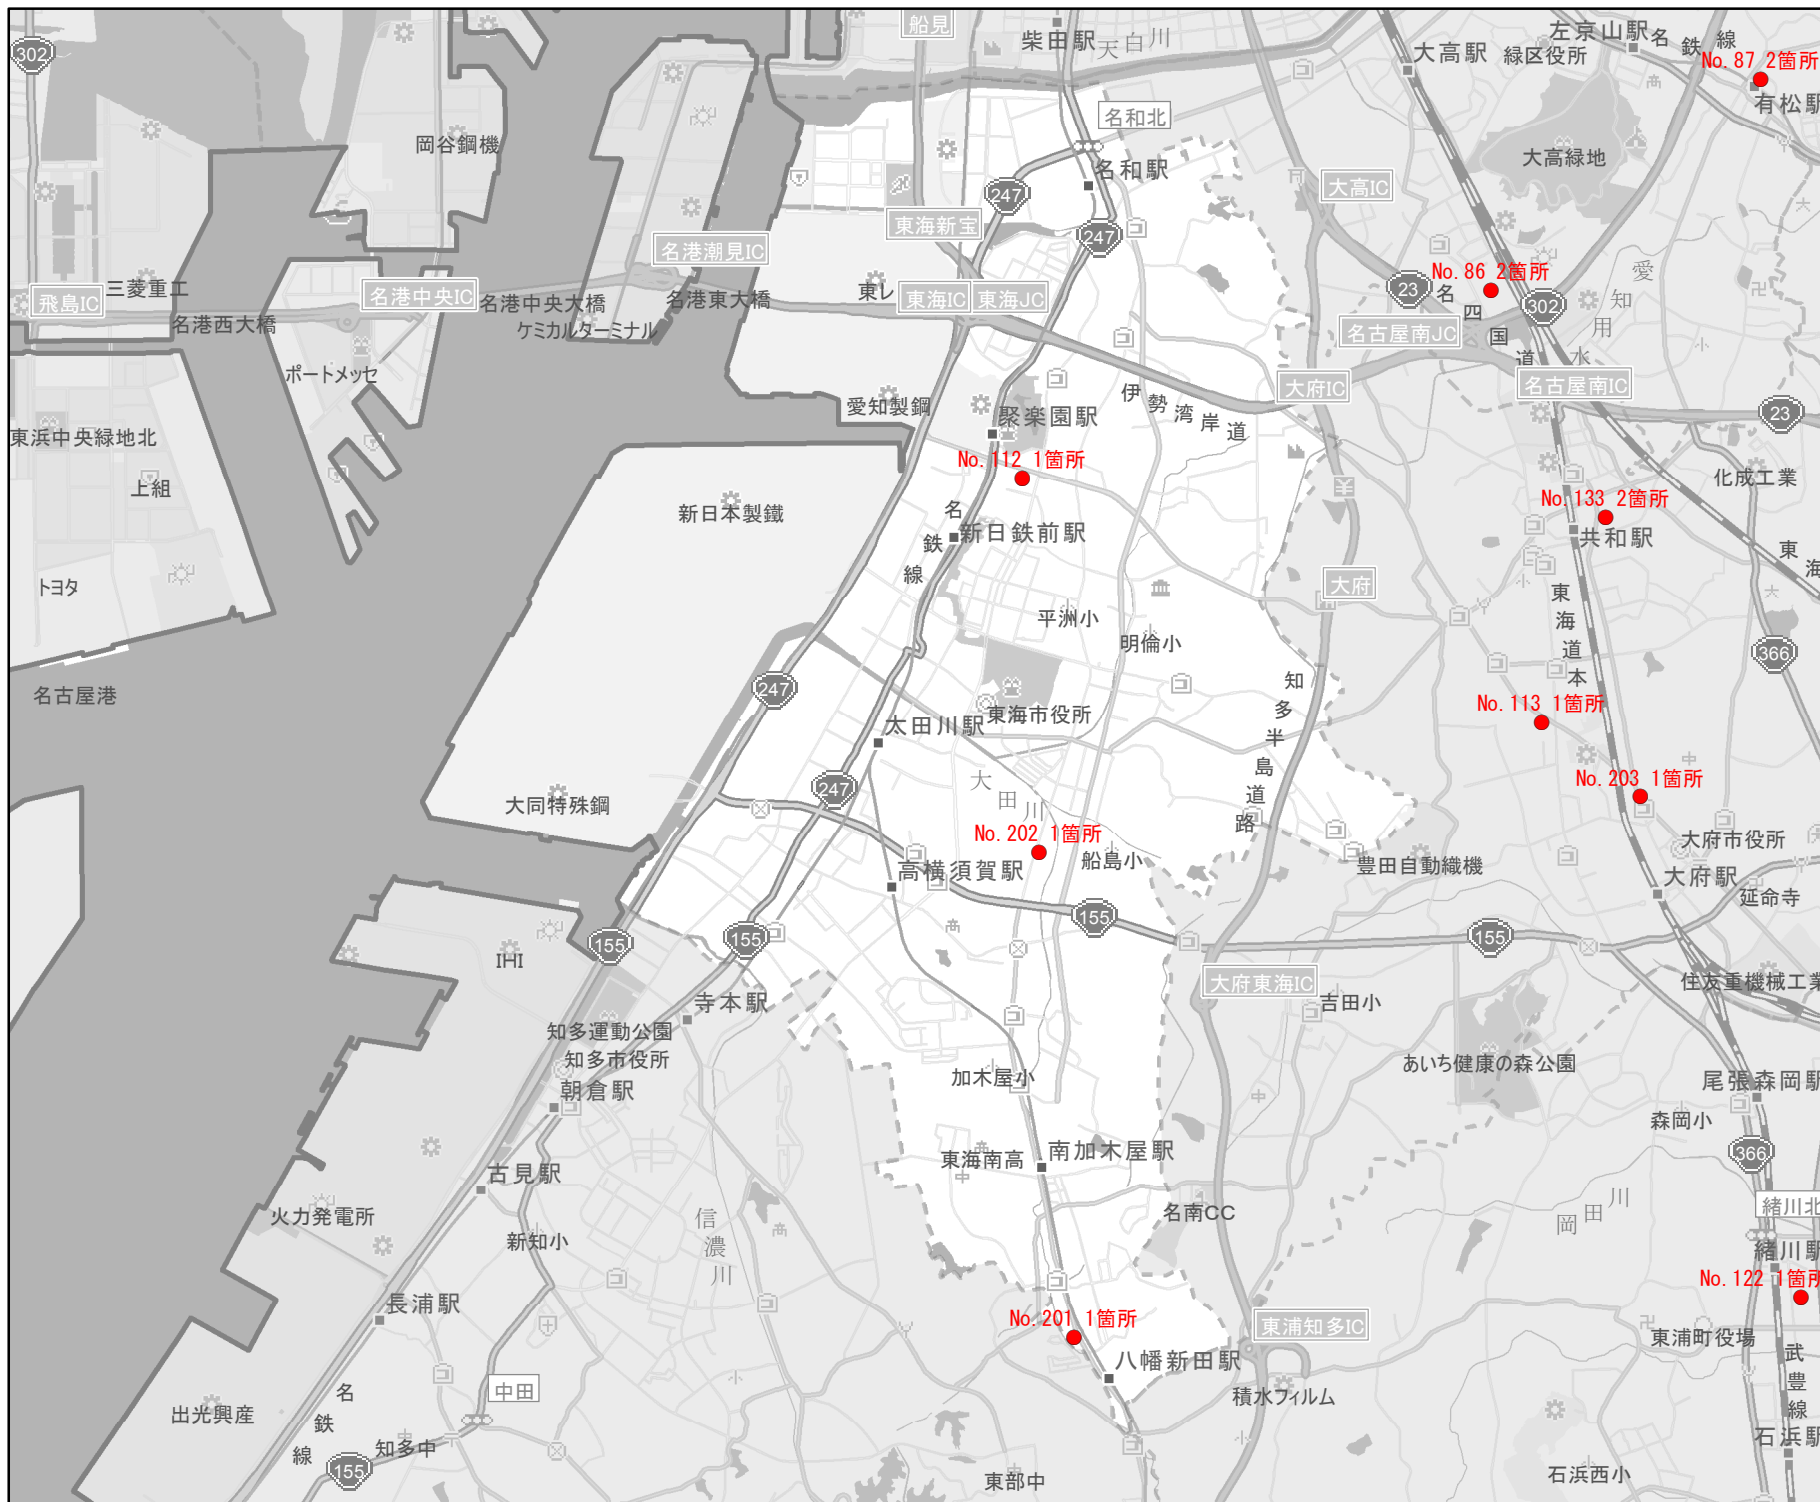 船見
柴田駅
天白川
大高駅
緑区役所
左京山駅
名鉄線
No.87 2箇所
有松駅
302
岡谷鋼機
名和北
名和駅
大高緑地
大高IC
247
東海新宝
247
名港潮見IC
三菱重工
飛島IC
名港中央IC
名港中央大橋
名港東大橋
東レ
東海IC
東海JC
No.86 2箇所
23
名四国道
302
愛知用水
名港西大橋
ケミカルターミナル
名古屋南JC
ポートメッセ
大府IC
名古屋南IC
伊勢湾岸道
愛知製鋼
聚楽園駅
23
東浜中央緑地北
No.112 1箇所
上組
新日本製鐵
化成工業
No.133 2箇所
名鉄線
新日鉄前駅
共和駅
トヨタ
大府
東海
東海道本
平洲小
明倫小
366
名古屋港
247
知多半島道路
東海市役所
No.113 1箇所
太田川駅
大田川
247
大同特殊鋼
No.203 1箇所
No.202 1箇所
船島小
大府市役所
豊田自動織機
高横須賀駅
大府駅
延命寺
155
155
155
155
IHI
大府東海IC
吉田小
住友重機械工業
寺本駅
知多運動公園
知多市役所
朝倉駅
加木屋小
あいち健康の森公園
尾張森岡駅
森岡小
366
東海南高
南加木屋駅
古見駅
火力発電所
新知小
信濃川
名南CC
岡田川
緒川北
緒川駅
No.122 1箇所
長浦駅
No.201 1箇所
東浦知多IC
東浦町役場
八幡新田駅
積水フィルム
武豊線
中田
出光興産
名鉄線
知多中
155
東部中
石浜駅
石浜西小